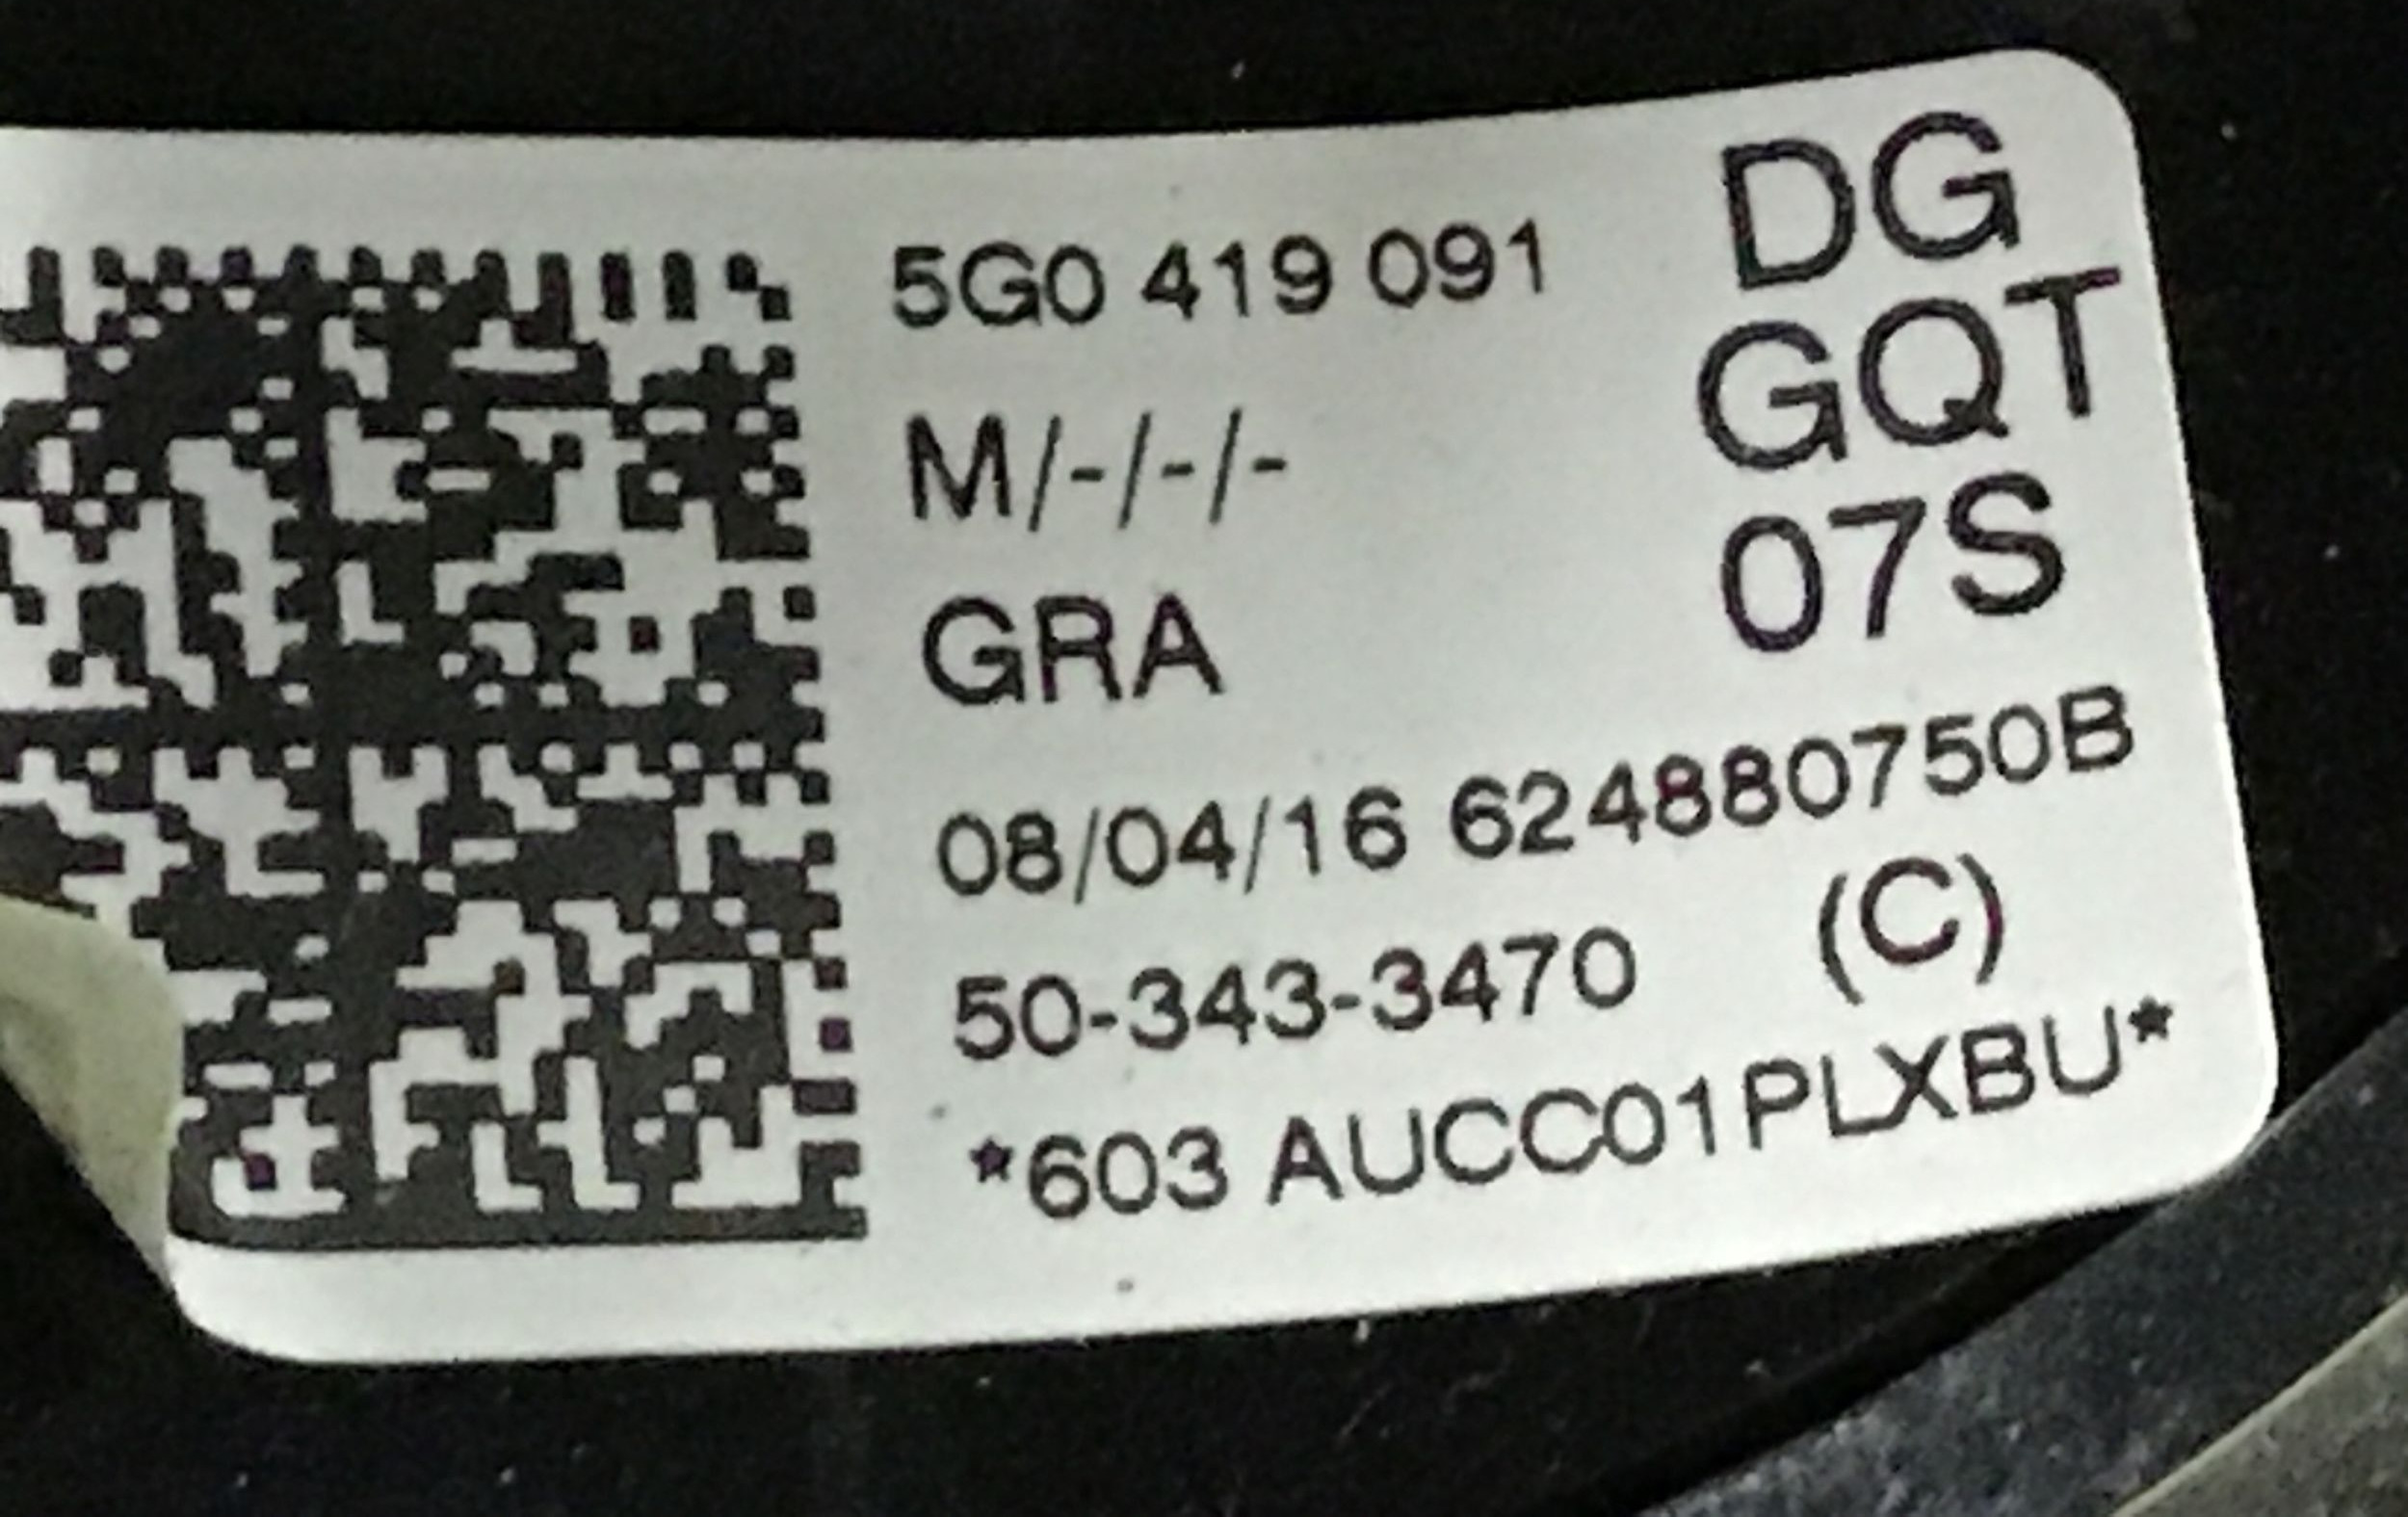 5G0 419 091
DG
GQT
07S
M/-/-/-
GRA
08/04/16 624880750B
50-343-3470 (C)
*603 AUCC01PLXBU*